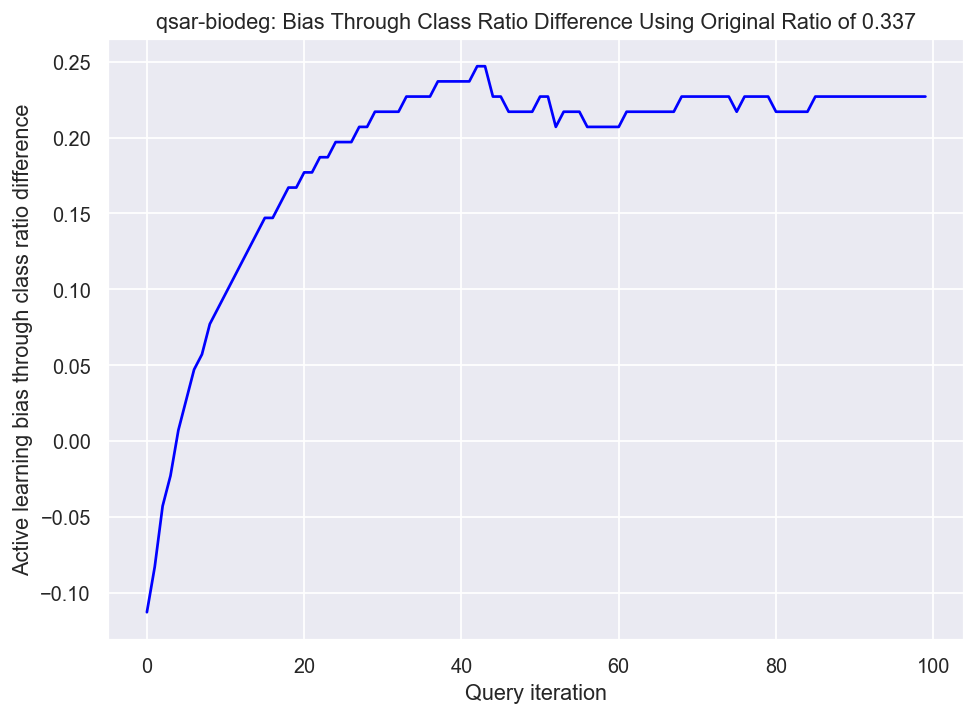 qsar-biodeg: Bias Through Class Ratio Difference Using Original Ratio of 0.337
Active learning bias through class ratio difference
0.25
0.20
0.15
0.10
0.05
0.00
−0.05
−0.10
0 20 40 60 80 100
Query iteration